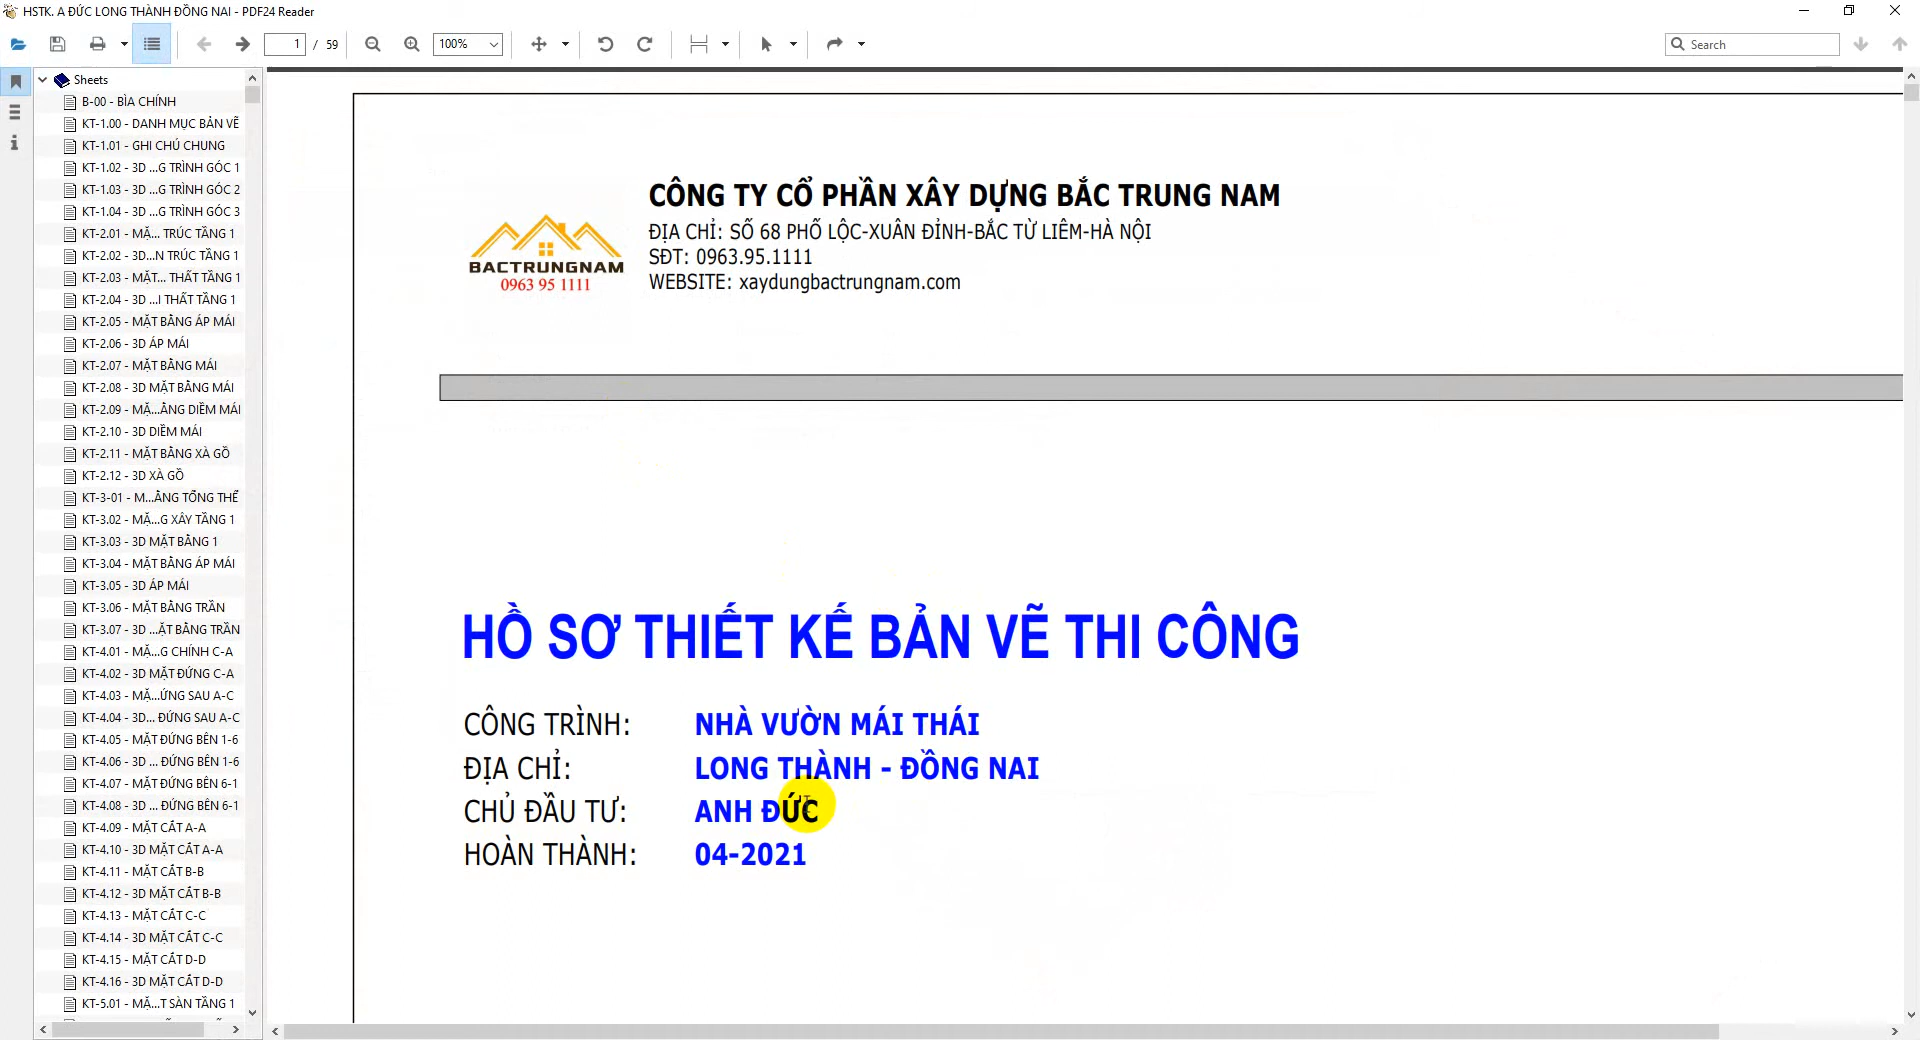 HSTK. A ĐỨC LONG THÀNH ĐỒNG NAI - PDF24 Reader
1 / 59
100%
Search
Sheets
B-00 - BÌA CHÍNH
KT-1.00 - DANH MỤC BẢN VẼ
KT-1.01 - GHI CHÚ CHUNG
KT-1.02 - 3D ...G TRÌNH GÓC 1
KT-1.03 - 3D ...G TRÌNH GÓC 2
KT-1.04 - 3D ...G TRÌNH GÓC 3
KT-2.01 - MẶ... TRÚC TẦNG 1
KT-2.02 - 3D...N TRÚC TẦNG 1
KT-2.03 - MẶT... THẤT TẦNG 1
KT-2.04 - 3D ...I THẤT TẦNG 1
KT-2.05 - MẶT BẰNG ÁP MÁI
KT-2.06 - 3D ÁP MÁI
KT-2.07 - MẶT BẰNG MÁI
KT-2.08 - 3D MẶT BẰNG MÁI
KT-2.09 - MẶ...ẰNG DIỀM MÁI
KT-2.10 - 3D DIỀM MÁI
KT-2.11 - MẶT BẰNG XÀ GỒ
KT-2.12 - 3D XÀ GỒ
KT-3-01 - M...ẰNG TỔNG THỂ
KT-3.02 - MẶ...G XÂY TẦNG 1
KT-3.03 - 3D MẶT BẰNG 1
KT-3.04 - MẶT BẰNG ÁP MÁI
KT-3.05 - 3D ÁP MÁI
KT-3.06 - MẶT BẰNG TRẦN
KT-3.07 - 3D ...ẶT BẰNG TRẦN
KT-4.01 - MẶ...G CHÍNH C-A
KT-4.02 - 3D MẶT ĐỨNG C-A
KT-4.03 - MẶ...ỨNG SAU A-C
KT-4.04 - 3D... ĐỨNG SAU A-C
KT-4.05 - MẶT ĐỨNG BÊN 1-6
KT-4.06 - 3D ... ĐỨNG BÊN 1-6
KT-4.07 - MẶT ĐỨNG BÊN 6-1
KT-4.08 - 3D ... ĐỨNG BÊN 6-1
KT-4.09 - MẶT CẮT A-A
KT-4.10 - 3D MẶT CẮT A-A
KT-4.11 - MẶT CẮT B-B
KT-4.12 - 3D MẶT CẮT B-B
KT-4.13 - MẶT CẮT C-C
KT-4.14 - 3D MẶT CẮT C-C
KT-4.15 - MẶT CẮT D-D
KT-4.16 - 3D MẶT CẮT D-D
KT-5.01 - MẶ...T SÀN TẦNG 1
BACTRUNGNAM
0963 95 1111
CÔNG TY CỔ PHẦN XÂY DỰNG BẮC TRUNG NAM
ĐỊA CHỈ: SỐ 68 PHỐ LỘC-XUÂN ĐỈNH-BẮC TỪ LIÊM-HÀ NỘI
SĐT: 0963.95.1111
WEBSITE: xaydungbactrungnam.com
HỒ SƠ THIẾT KẾ BẢN VẼ THI CÔNG
CÔNG TRÌNH: NHÀ VƯỜN MÁI THÁI
ĐỊA CHỈ: LONG THÀNH - ĐỒNG NAI
CHỦ ĐẦU TƯ: ANH ĐỨC
HOÀN THÀNH: 04-2021